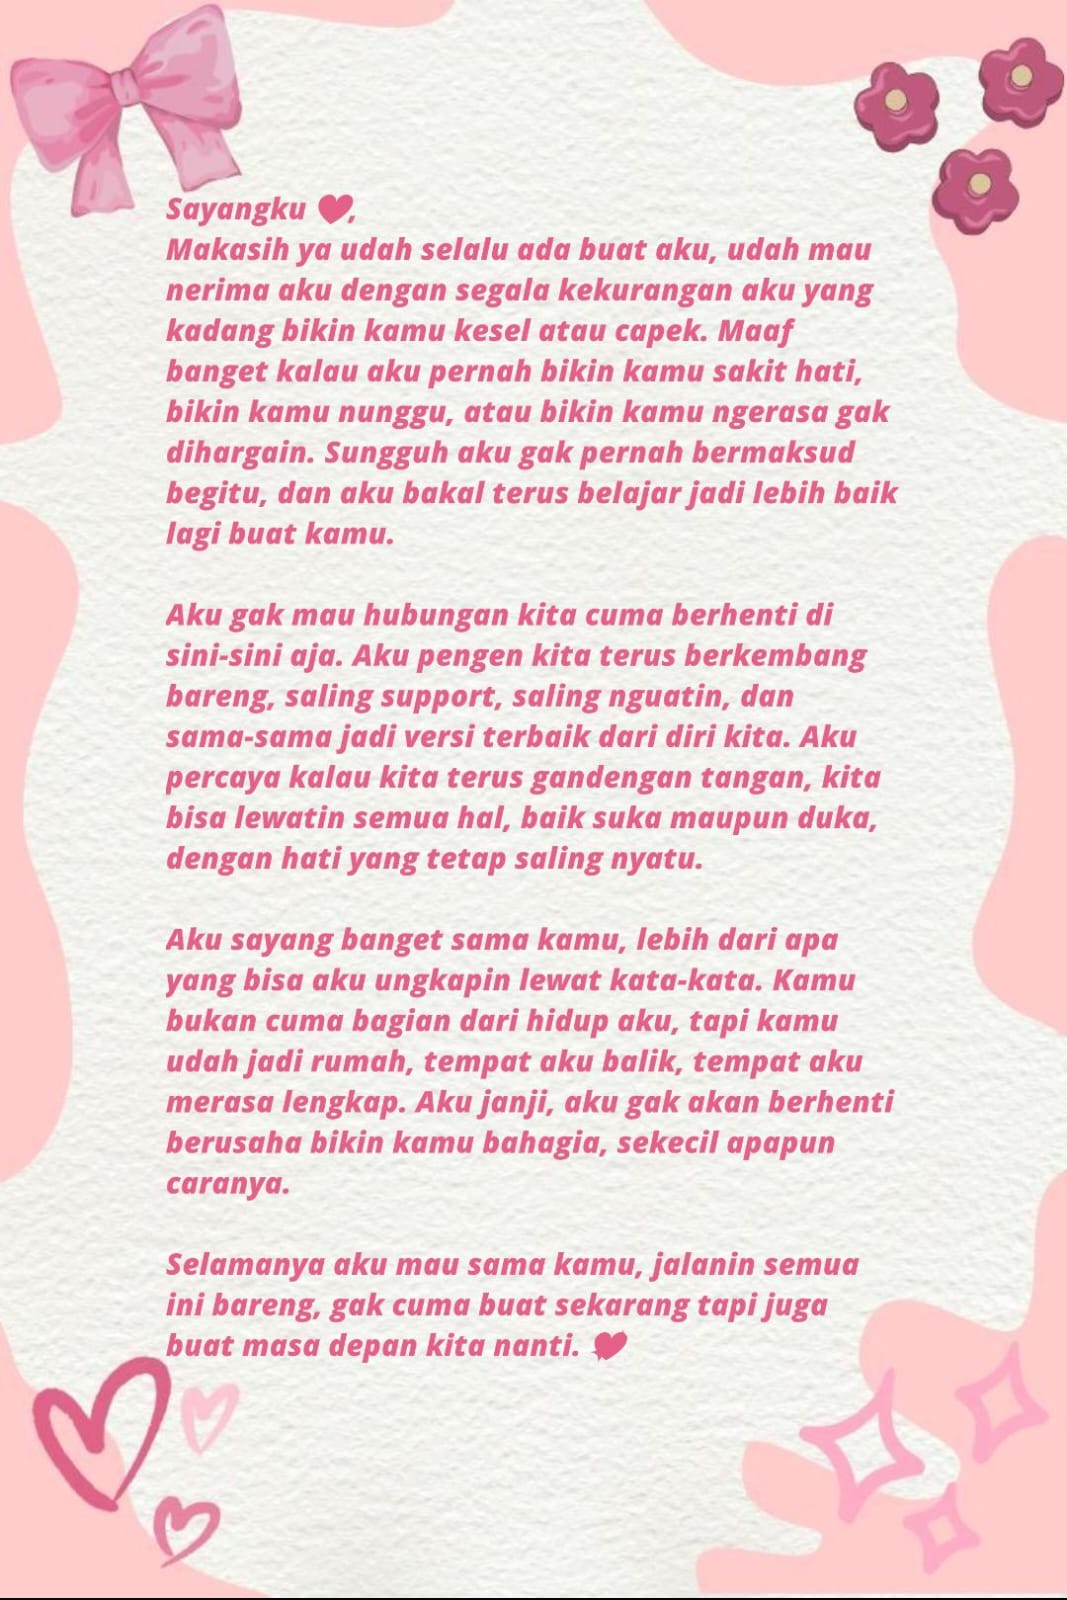 Sayangku ❤,
Makasih ya udah selalu ada buat aku, udah mau
nerima aku dengan segala kekurangan aku yang
kadang bikin kamu kesel atau capek. Maaf
banget kalau aku pernah bikin kamu sakit hati,
bikin kamu nunggu, atau bikin kamu ngerasa gak
dihargain. Sungguh aku gak pernah bermaksud
begitu, dan aku bakal terus belajar jadi lebih baik
lagi buat kamu.
Aku gak mau hubungan kita cuma berhenti di
sini-sini aja. Aku pengen kita terus berkembang
bareng, saling support, saling nguatin, dan
sama-sama jadi versi terbaik dari diri kita. Aku
percaya kalau kita terus gandengan tangan, kita
bisa lewatin semua hal, baik suka maupun duka,
dengan hati yang tetap saling nyatu.
Aku sayang banget sama kamu, lebih dari apa
yang bisa aku ungkapin lewat kata-kata. Kamu
bukan cuma bagian dari hidup aku, tapi kamu
udah jadi rumah, tempat aku balik, tempat aku
merasa lengkap. Aku janji, aku gak akan berhenti
berusaha bikin kamu bahagia, sekecil apapun
caranya.
Selamanya aku mau sama kamu, jalanin semua
ini bareng, gak cuma buat sekarang tapi juga
buat masa depan kita nanti. 💘